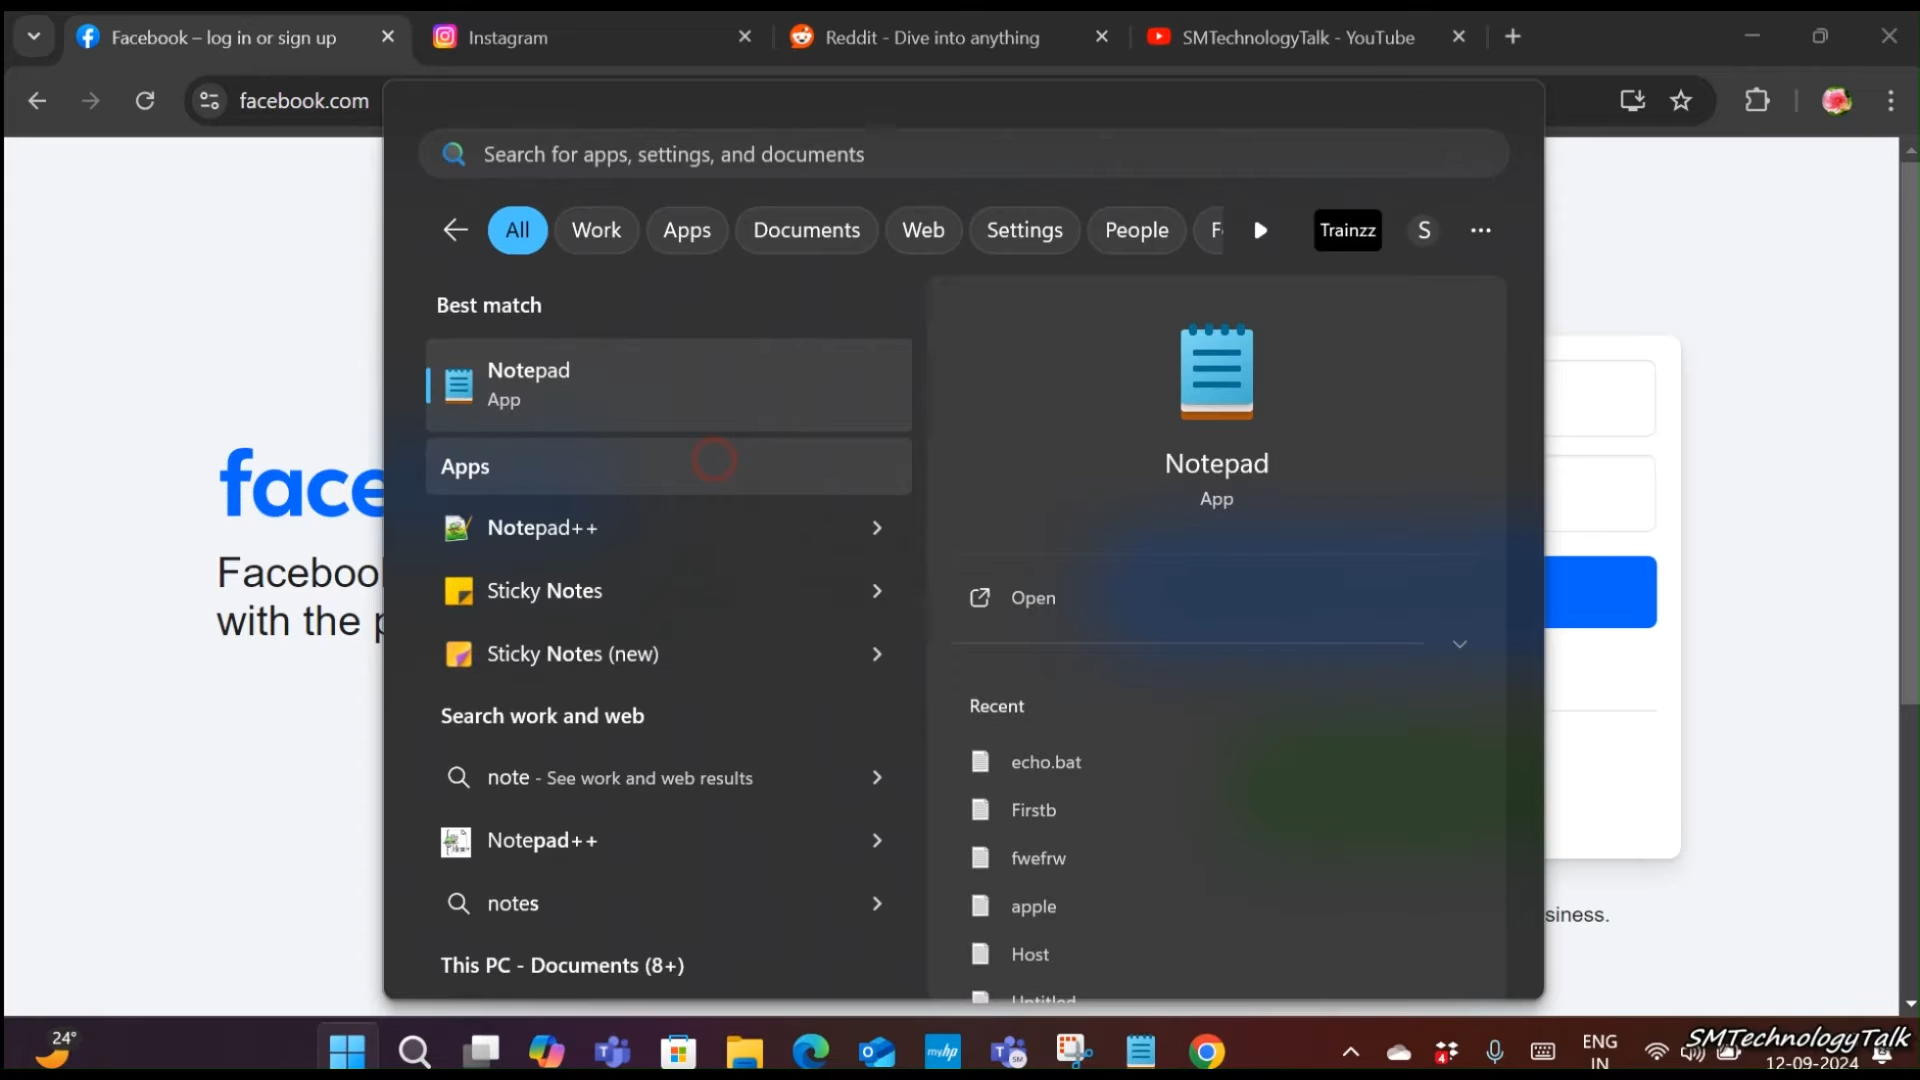 Facebook – log in or sign up
Instagram
Reddit - Dive into anything
SMTechnologyTalk - YouTube
facebook.com
Search for apps, settings, and documents
All
Work
Apps
Documents
Web
Settings
People
Trainzz
S
Best match
Notepad
App
Apps
Notepad++
Sticky Notes
Sticky Notes (new)
Search work and web
note - See work and web results
Notepad++
notes
This PC - Documents (8+)
Notepad
App
Open
Recent
echo.bat
Firstb
fwefrw
apple
Host
Untitled
face
Faceboo
with the p
siness.
24°
myhp
SM
4
ENG
IN
SMTechnologyTalk
12-09-2024